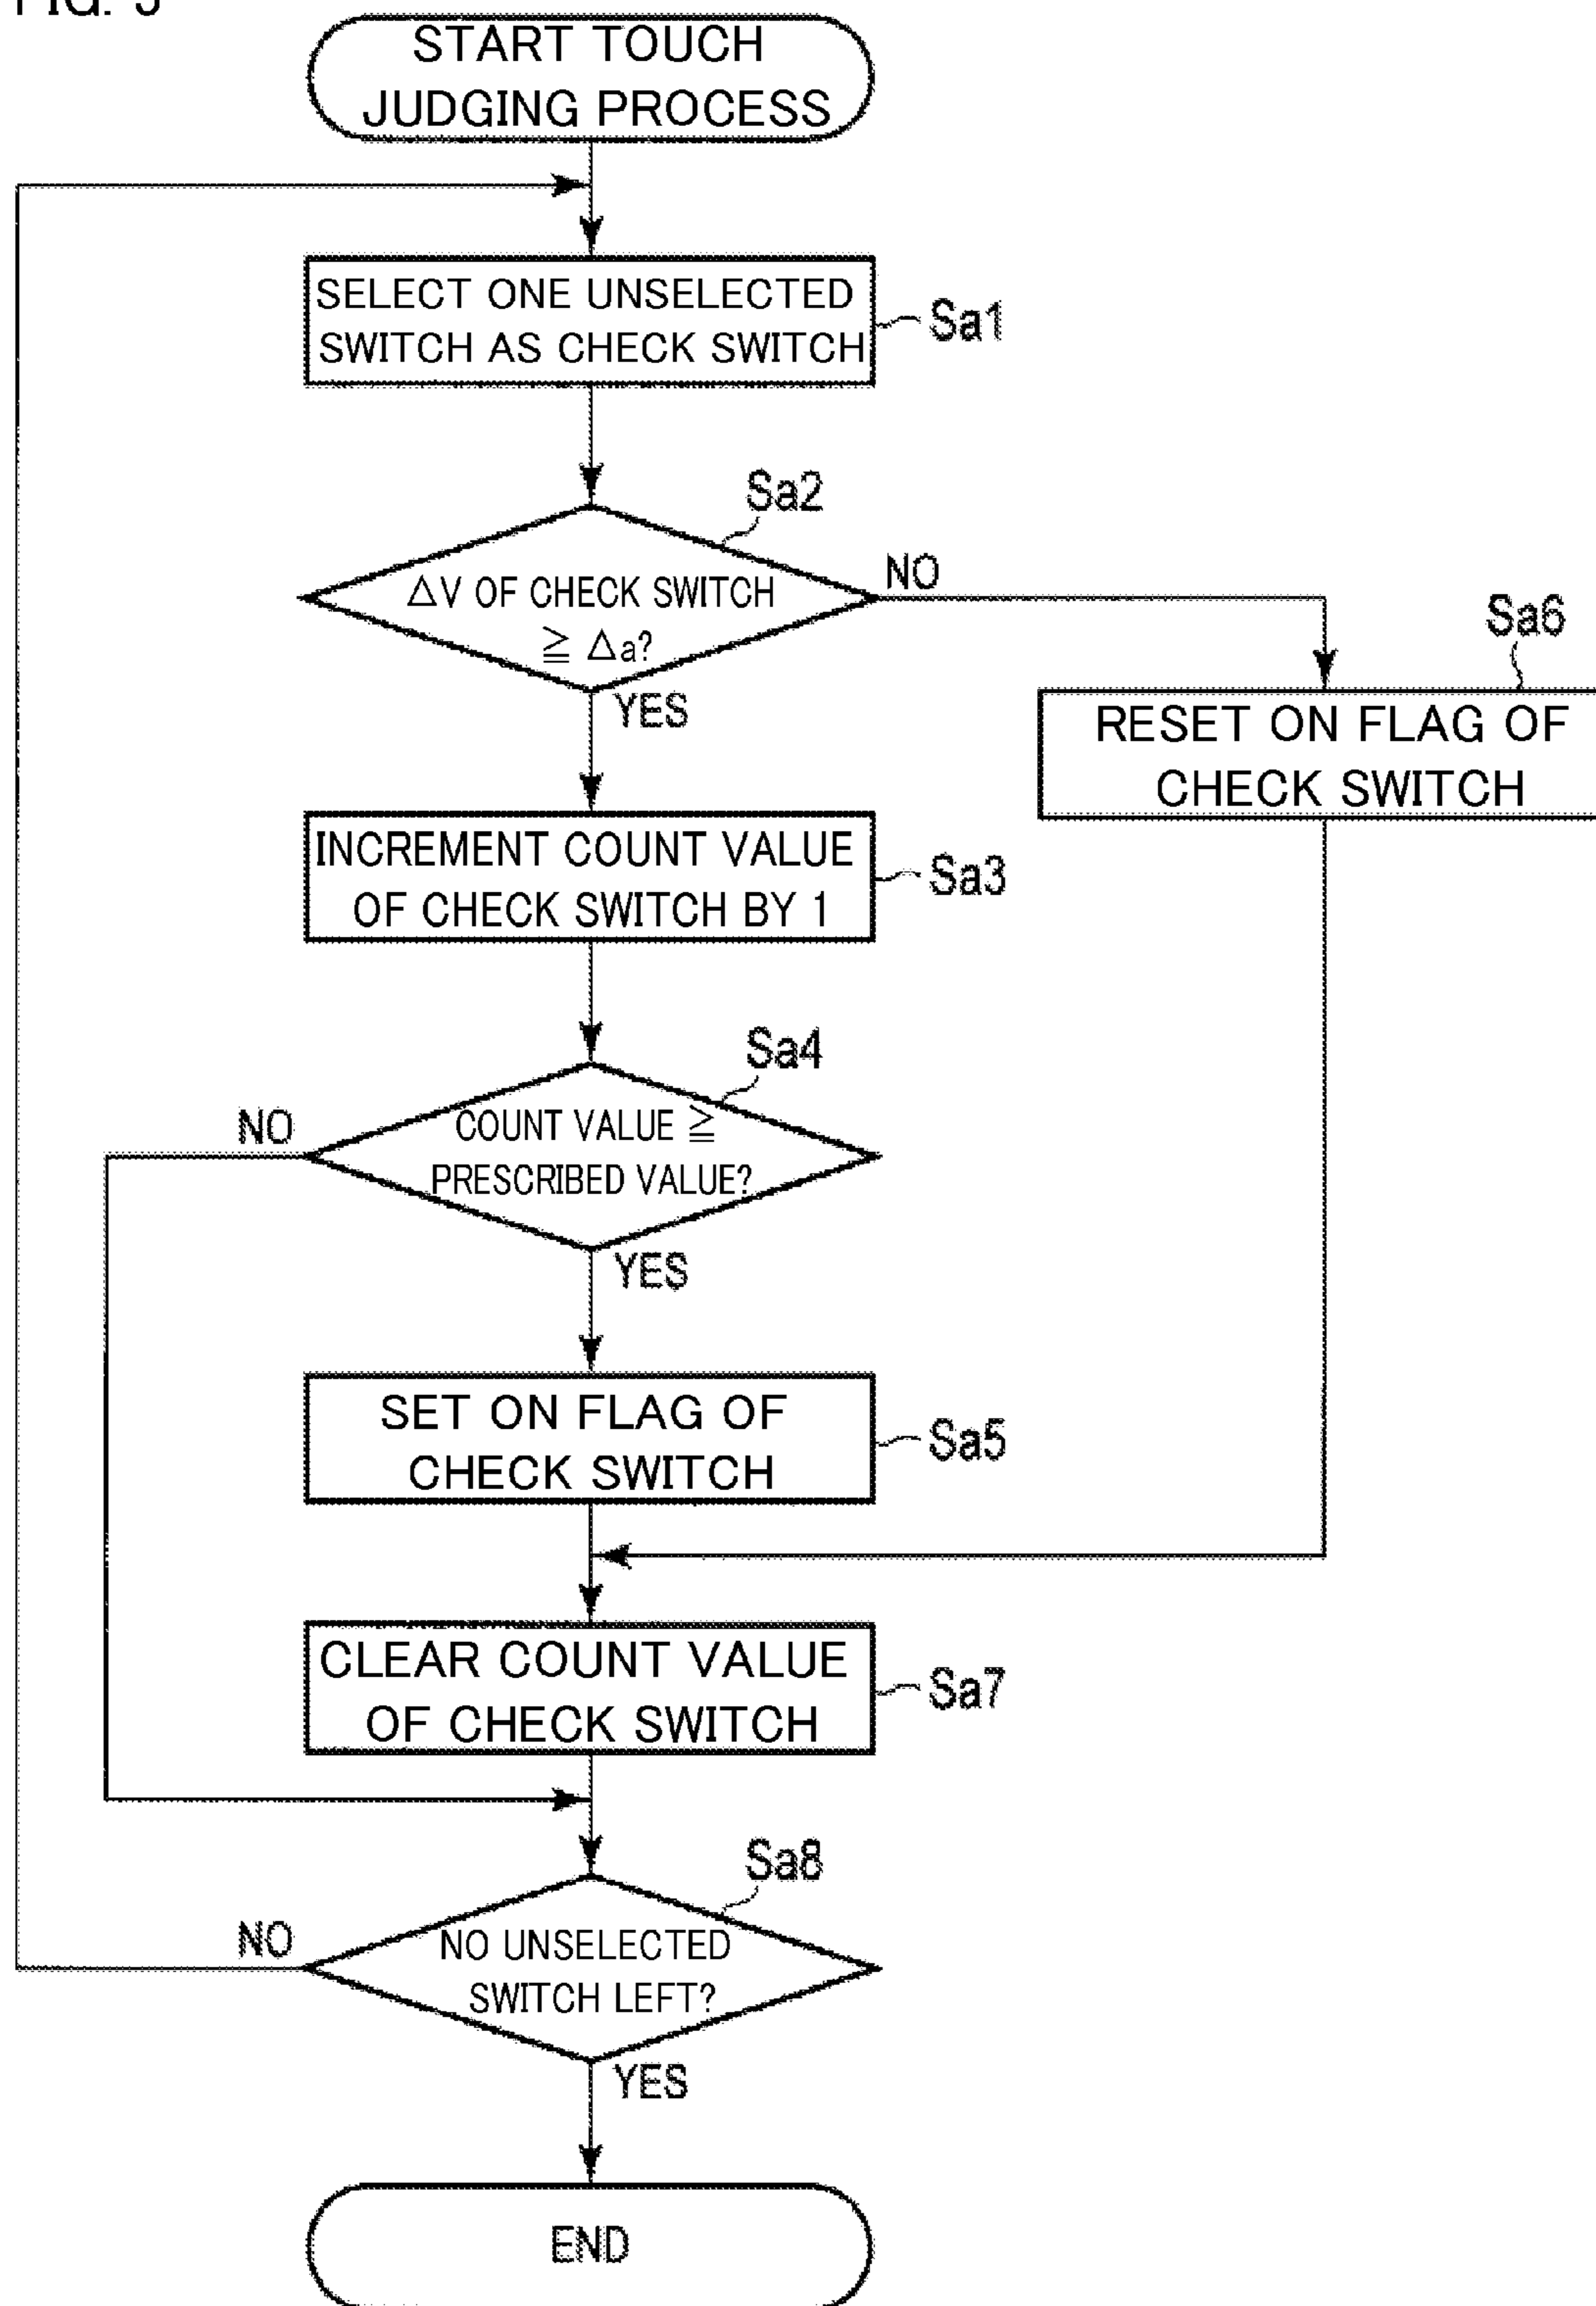 START TOUCH
JUDGING PROCESS
SELECT ONE UNSELECTED
SWITCH AS CHECK SWITCH
Sa1
Sa2
△V OF CHECK SWITCH
≧ △a?
NO
YES
Sa6
RESET ON FLAG OF
CHECK SWITCH
INCREMENT COUNT VALUE
OF CHECK SWITCH BY 1
Sa3
Sa4
COUNT VALUE ≧
PRESCRIBED VALUE?
NO
YES
SET ON FLAG OF
CHECK SWITCH
Sa5
CLEAR COUNT VALUE
OF CHECK SWITCH
Sa7
Sa8
NO UNSELECTED
SWITCH LEFT?
NO
YES
END